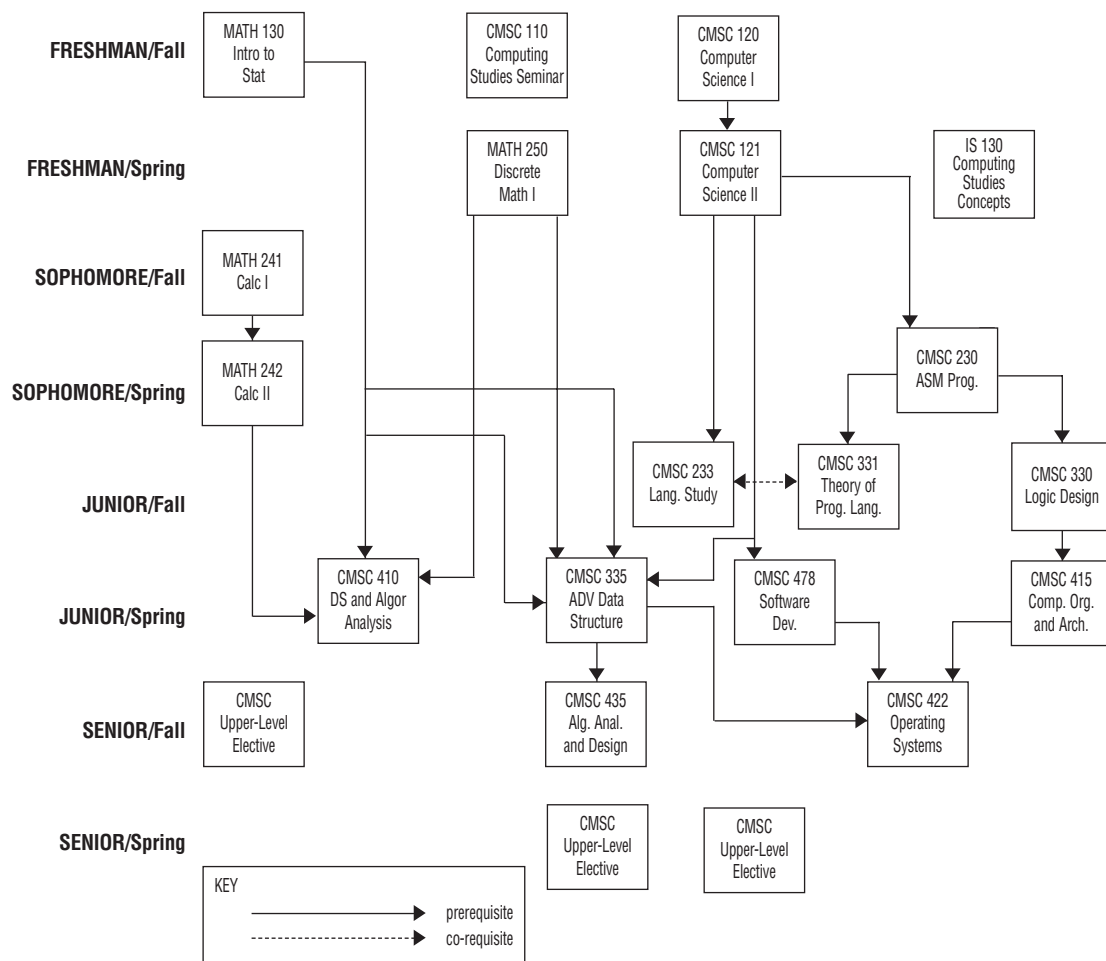 FRESHMAN/Fall
MATH 130
Intro to
Stat
CMSC 110
Computing
Studies Seminar
CMSC 120
Computer
Science I
FRESHMAN/Spring
MATH 250
Discrete
Math I
CMSC 121
Computer
Science II
IS 130
Computing
Studies
Concepts
SOPHOMORE/Fall
MATH 241
Calc I
SOPHOMORE/Spring
MATH 242
Calc II
CMSC 230
ASM Prog.
JUNIOR/Fall
CMSC 233
Lang. Study
CMSC 331
Theory of
Prog. Lang.
CMSC 330
Logic Design
JUNIOR/Spring
CMSC 410
DS and Algor
Analysis
CMSC 335
ADV Data
Structure
CMSC 478
Software
Dev.
CMSC 415
Comp. Org.
and Arch.
SENIOR/Fall
CMSC
Upper-Level
Elective
CMSC 435
Alg. Anal.
and Design
CMSC 422
Operating
Systems
SENIOR/Spring
CMSC
Upper-Level
Elective
CMSC
Upper-Level
Elective
KEY
prerequisite
co-requisite